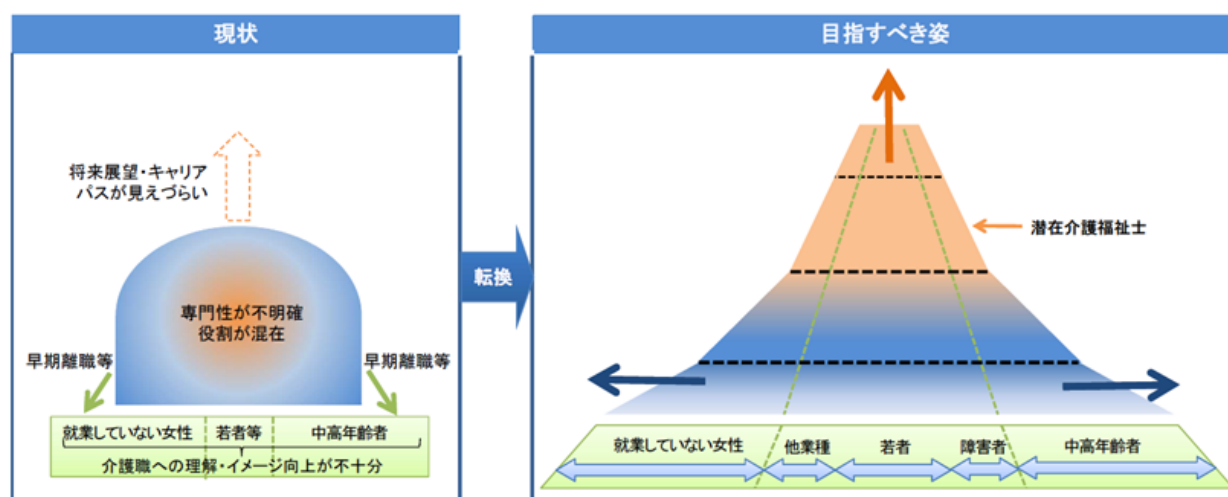 現状
将来展望・キャリア
パスが見えづらい
専門性が不明確
役割が混在
早期離職等
早期離職等
就業していない女性
若者等
中高年齢者
介護職への理解・イメージ向上が不十分
転換
目指すべき姿
潜在介護福祉士
就業していない女性
他業種
若者
障害者
中高年齢者